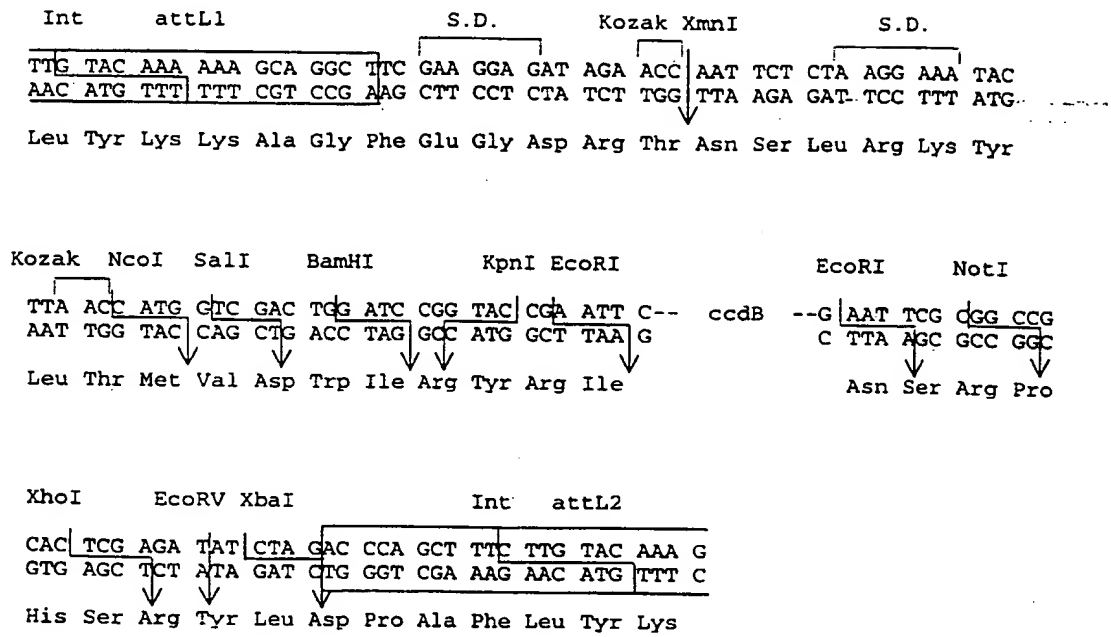 Int attL1 S.D. Kozak XmnI S.D.
TTG TAC AAA AAA GCA GGC TTC GAA GGA GAT AGA ACC AAT TCT CTA AGG AAA TAC
AAC ATG TTT TTT CGT CCG AAG CTT CCT CTA TCT TGG TTA AGA GAT TCC TTT ATG
Leu Tyr Lys Lys Ala Gly Phe Glu Gly Asp Arg Thr Asn Ser Leu Arg Lys Tyr
Kozak NcoI SalI BamHI KpnI EcoRI EcoRI NotI
TTA ACC ATG GTC GAC TGG ATC CGG TAC CGA ATT C-- ccdB --G AAT TCG CGG CCG
AAT TGG TAC CAG CTG ACC TAG GCC ATG GCT TAA G C TTA AGC GCC GGC
Leu Thr Met Val Asp Trp Ile Arg Tyr Arg Ile Asn Ser Arg Pro
XhoI EcoRV XbaI Int attL2
CAC TCG AGA TAT CTA GAC CCA GCT TTC TTG TAC AAA G
GTG AGC TCT ATA GAT CTG GGT CGA AAG AAC ATG TTT C
His Ser Arg Tyr Leu Asp Pro Ala Phe Leu Tyr Lys